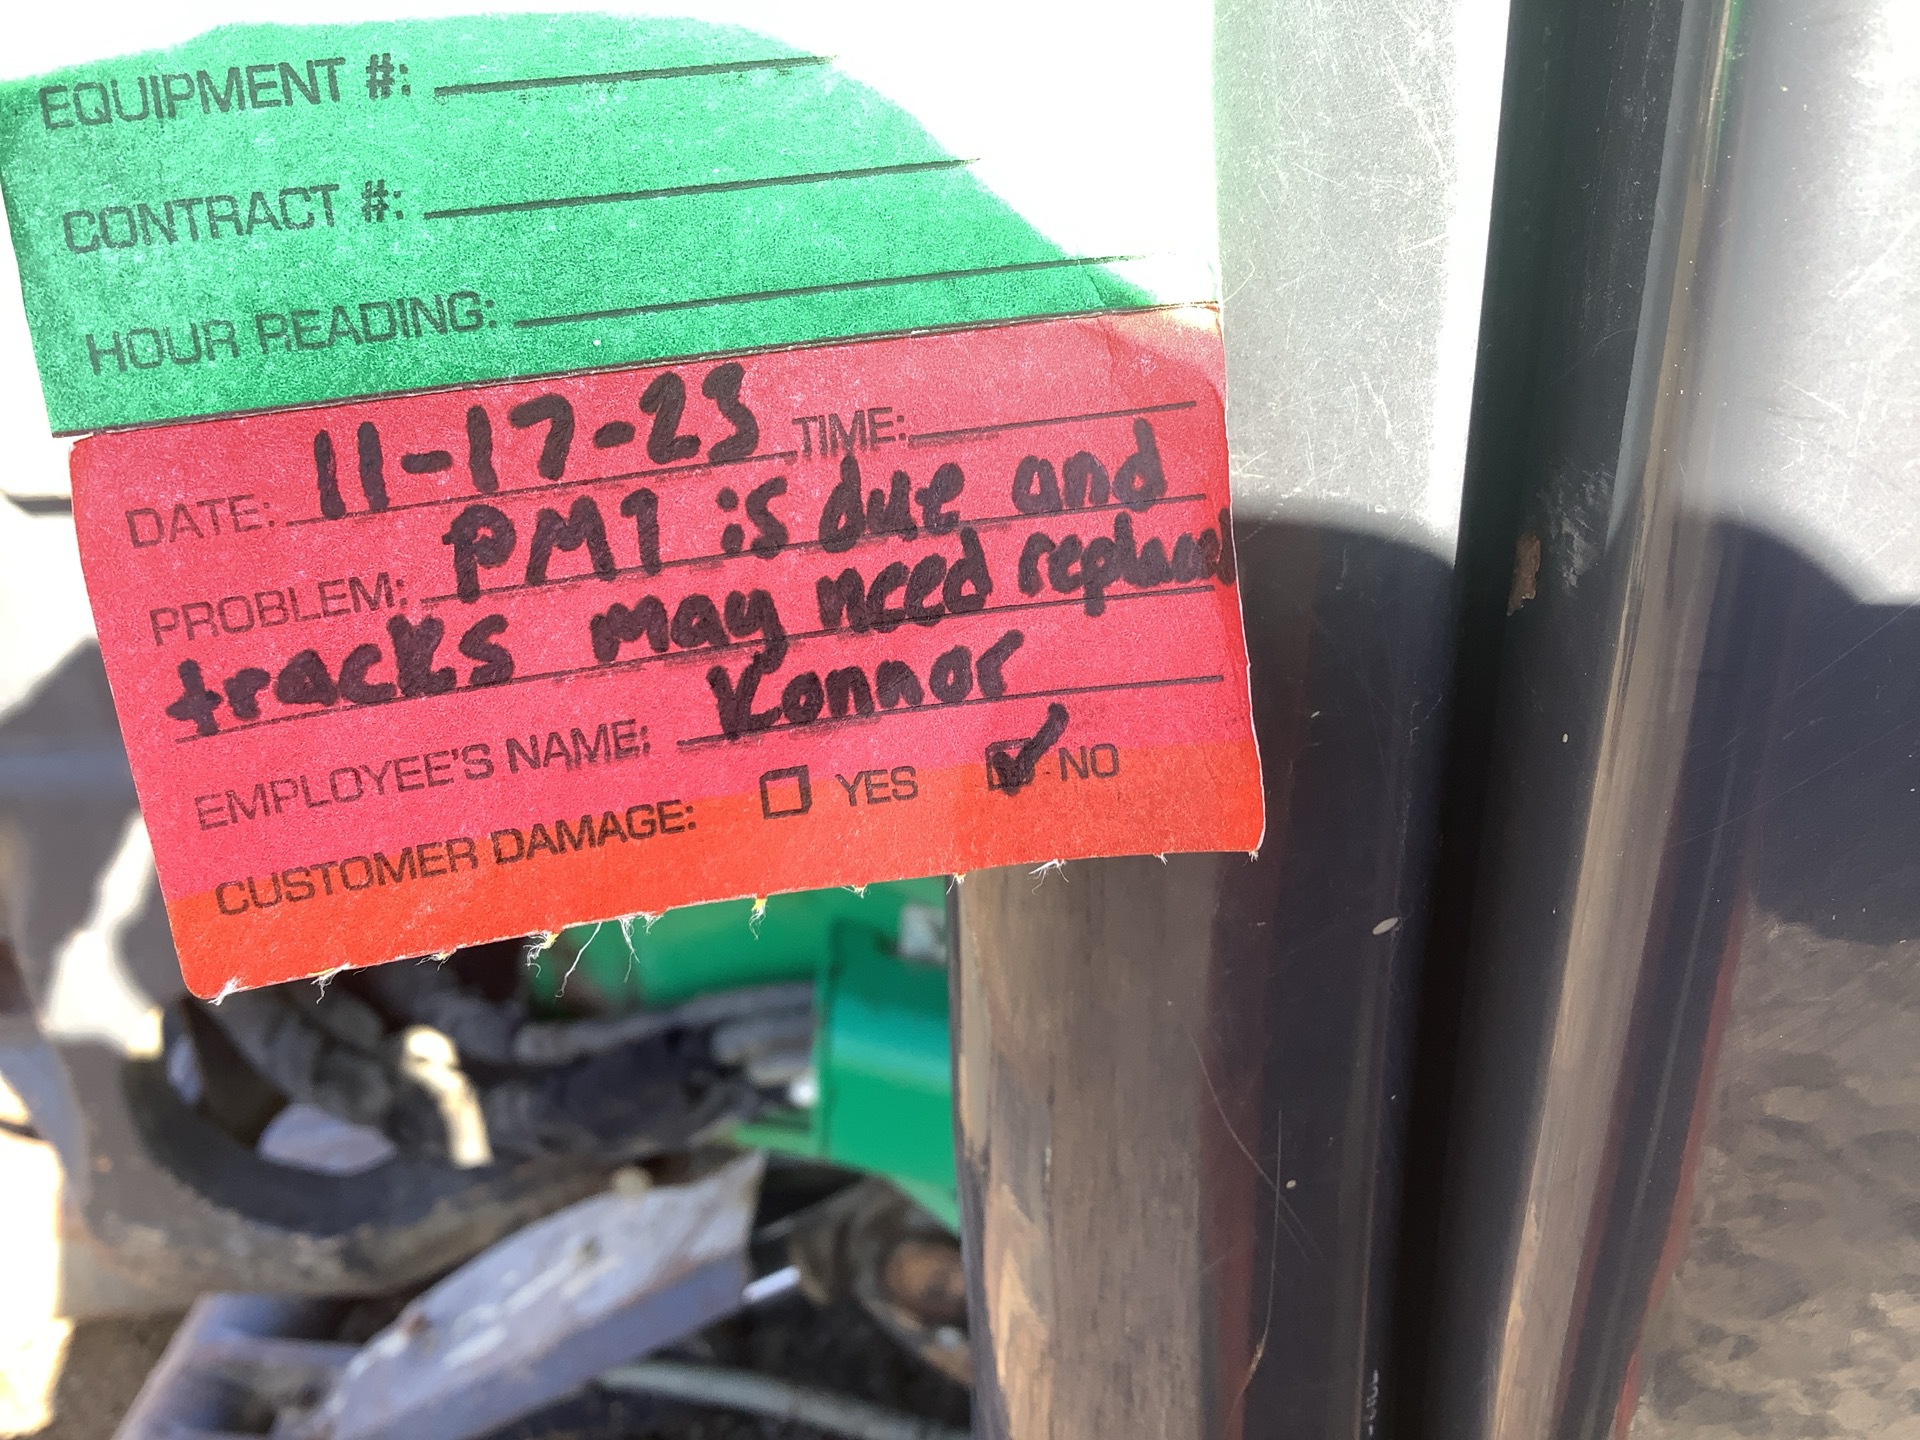 EQUIPMENT #:
CONTRACT #:
HOUR READING:
DATE: 11-17-23 TIME:
PROBLEM: PM1 is due and
tracks may need replaced
EMPLOYEE'S NAME: Konnor
CUSTOMER DAMAGE: YES NO